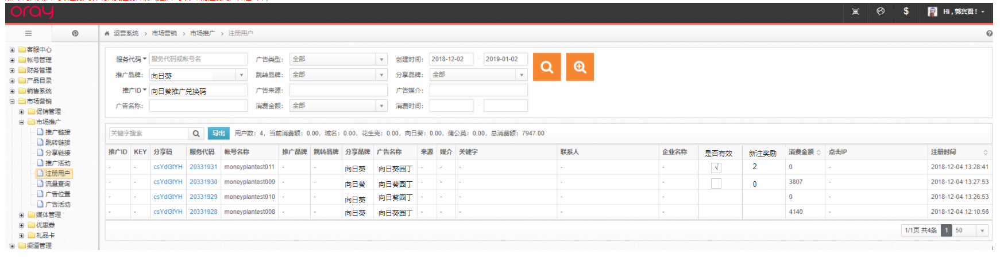 oray
$ Hi , 郭兴贤！
运营系统 > 市场营销 > 市场推广 > 注册用户
客服中心
帐号管理
财务管理
产品目录
销售系统
市场营销
促销管理
市场推广
推广链接
跳转链接
分享链接
推广活动
注册用户
流量查询
广告位置
广告活动
媒体管理
优惠券
礼品卡
渠道管理
服务代码 服务代码或帐号名 广告类型: 全部 创建时间: 2018-12-02 - 2019-01-02
推广品牌: 向日葵 跳转品牌: 全部 分享品牌: 全部
推广ID 向日葵推广兑换码 广告来源: 广告媒介:
广告名称: 消费金额: 全部 消费时间: -
关键字搜索 导出 用户数: 4, 当前消费额: 0.00, 域名: 0.00, 花生壳: 0.00, 向日葵: 0.00, 蒲公英: 0.00, 总消费额: 7947.00
推广ID KEY 分享码 服务代码 帐号名称 推广品牌 跳转品牌 分享品牌 广告名称 来源 媒介 关键字 联系人 企业名称 是否有效 新注奖励 消费金额 点击IP 注册时间
- - csYdGtYH 20331931 moneyplantest011 - - 向日葵 向日葵园丁 - - - - - √ 2 0 - 2018-12-04 13:28:41
- - csYdGtYH 20331930 moneyplantest009 - - 向日葵 向日葵园丁 - - - - - 0 3807 - 2018-12-04 13:27:53
- - csYdGtYH 20331929 moneyplantest010 - - 向日葵 向日葵园丁 - - - - - 0 - 2018-12-04 13:26:53
- - csYdGtYH 20331928 moneyplantest008 - - 向日葵 向日葵园丁 - - - - - 4140 - 2018-12-04 12:10:56
1/1页 共4条 1 50